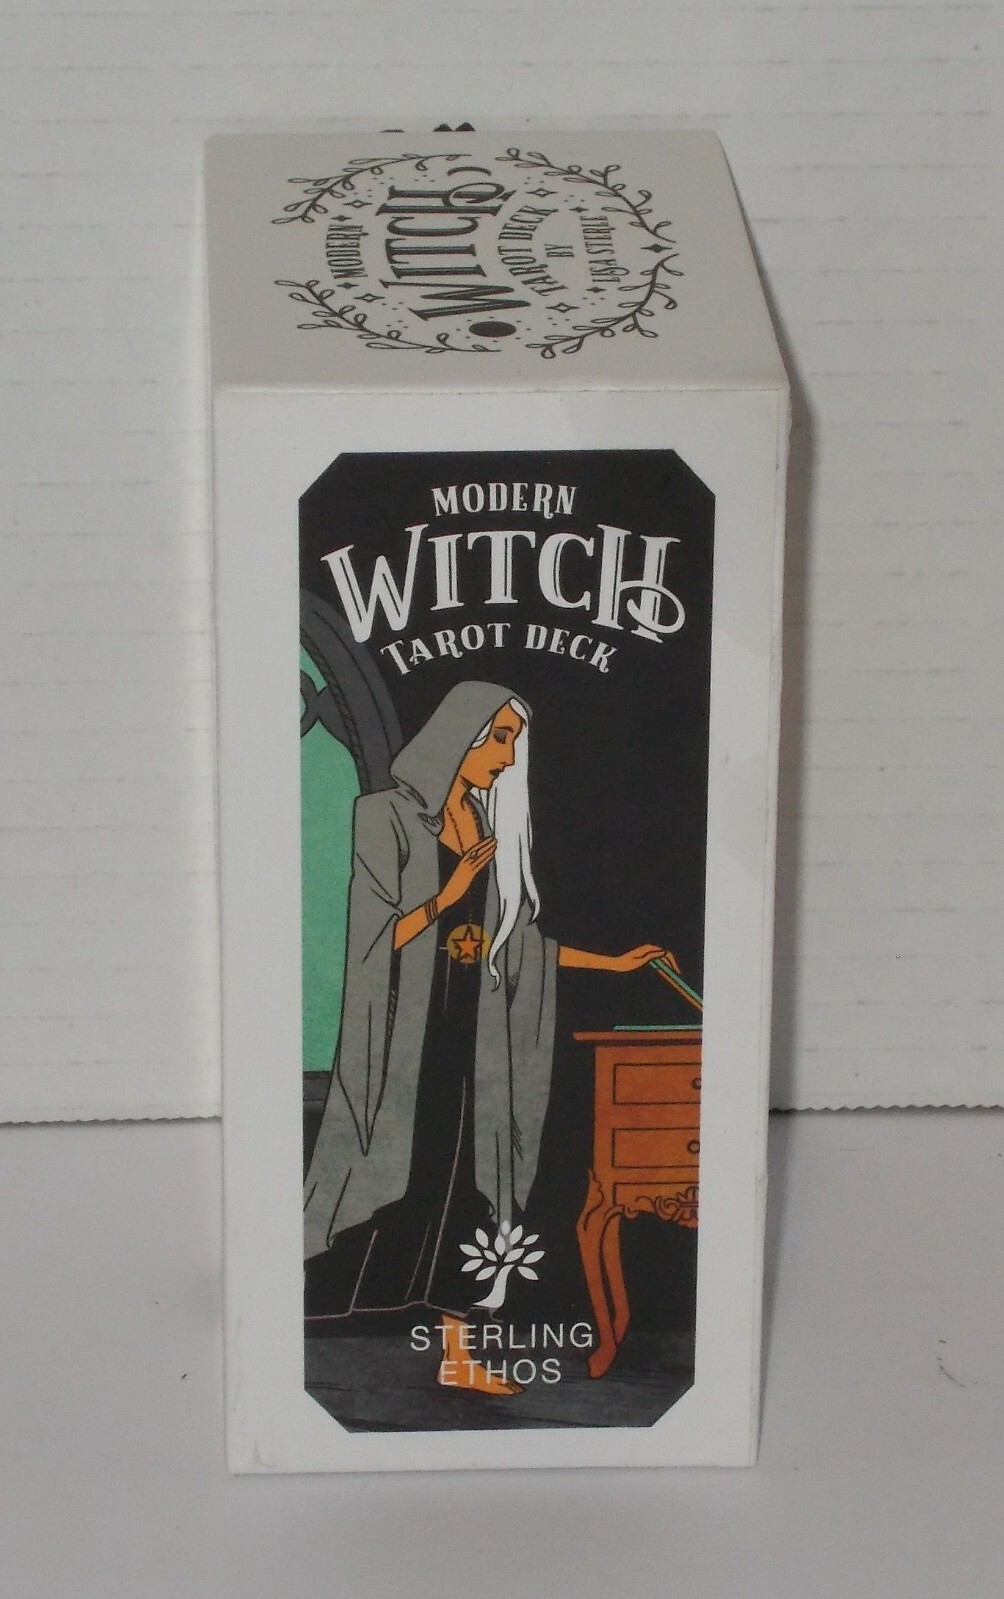 MODERN
WITCH
TAROT DECK
BY
LISA STERLE
MODERN
WITCH
TAROT DECK
STERLING
ETHOS